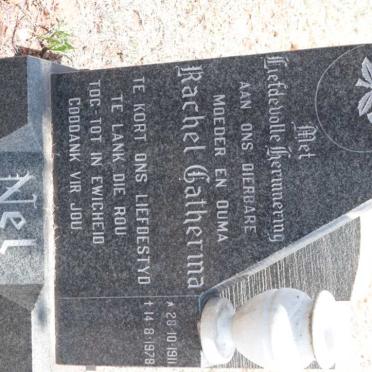 Met
Liefdevolle Herinnering
AAN ONS DIERBARE
MOEDER EN OUMA
Rachel Catherina
★ 28·10·1911
✝ 14·8·1978
TE KORT ONS LIEFDESTYD
TE LANK DIE ROU
TOG TOT IN EWIGHEID
GODDANK VIR JOU.
Nel